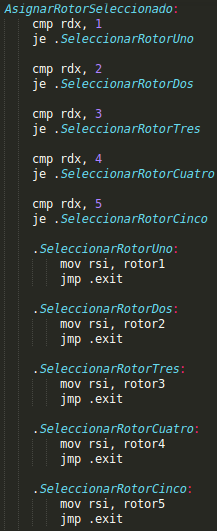 AsignarRotorSeleccionado:
cmp rdx, 1
je .SeleccionarRotorUno
cmp rdx, 2
je .SeleccionarRotorDos
cmp rdx, 3
je .SeleccionarRotorTres
cmp rdx, 4
je .SeleccionarRotorCuatro
cmp rdx, 5
je .SeleccionarRotorCinco
.SeleccionarRotorUno:
mov rsi, rotor1
jmp .exit
.SeleccionarRotorDos:
mov rsi, rotor2
jmp .exit
.SeleccionarRotorTres:
mov rsi, rotor3
jmp .exit
.SeleccionarRotorCuatro:
mov rsi, rotor4
jmp .exit
.SeleccionarRotorCinco:
mov rsi, rotor5
jmp .exit